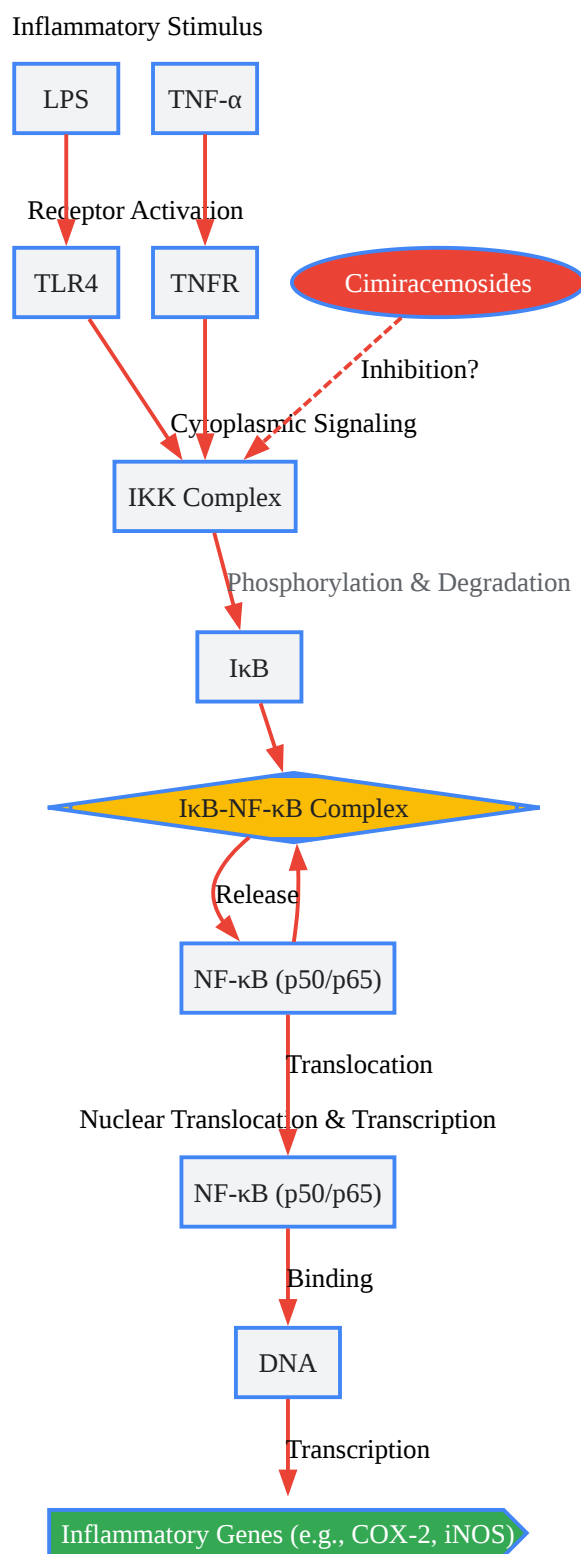 Inflammatory Stimulus
LPS
TNF-α
Receptor Activation
TLR4
TNFR
Cimiracemosides
Inhibition?
Cytoplasmic Signaling
IKK Complex
Phosphorylation & Degradation
IκB
IκB-NF-κB Complex
Release
NF-κB (p50/p65)
Translocation
Nuclear Translocation & Transcription
NF-κB (p50/p65)
Binding
DNA
Transcription
Inflammatory Genes (e.g., COX-2, iNOS)